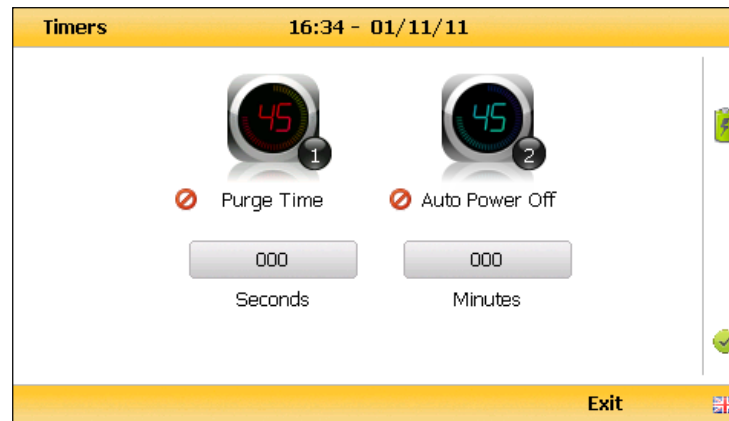 Timers 16:34 - 01/11/11
45 45
1 2
Purge Time Auto Power Off
000 000
Seconds Minutes
Exit